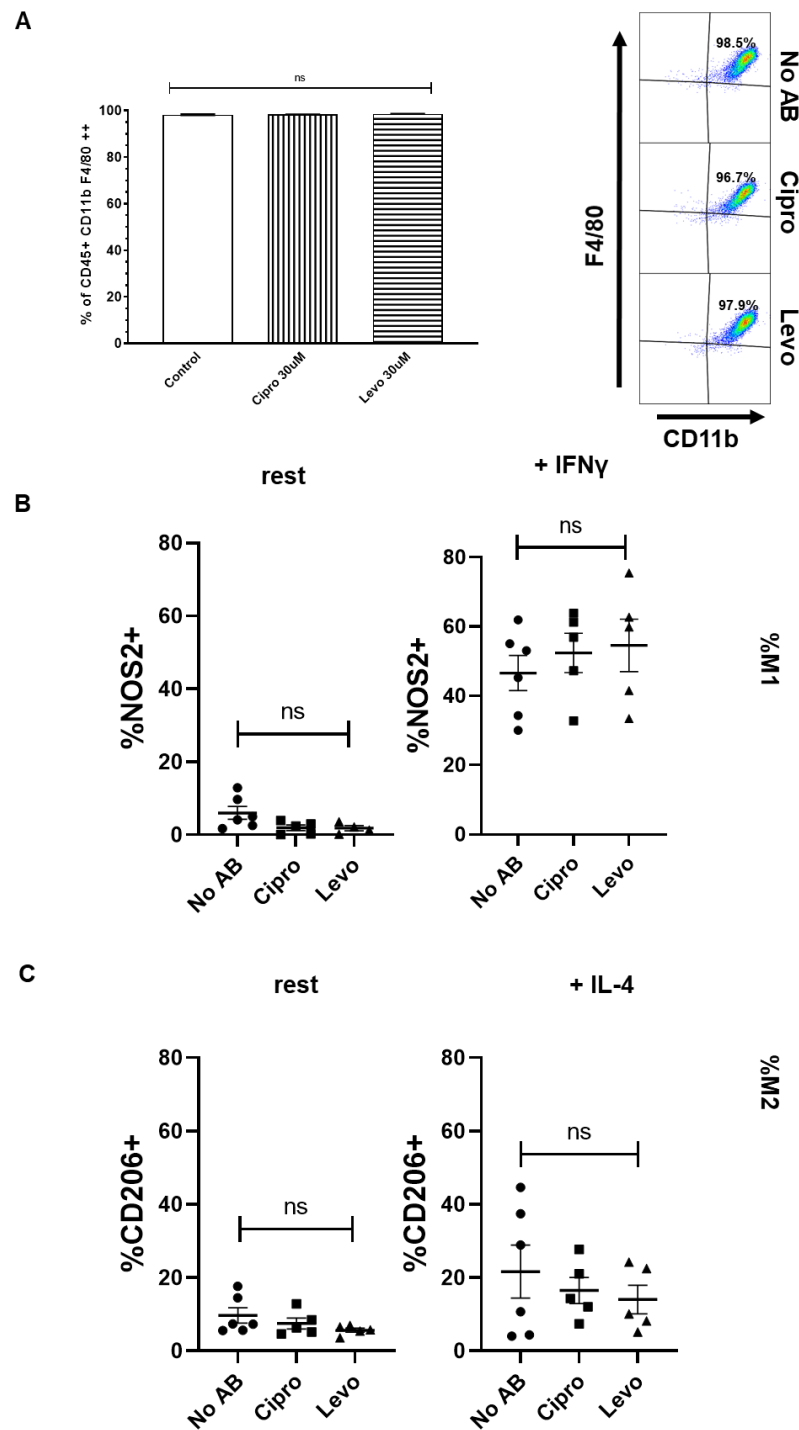 A
ns
% of CD45+ CD11b F4/80 ++
100
80
60
40
20
0
Control
Cipro 30uM
Levo 30uM
F4/80
98.5%
No AB
96.7%
Cipro
97.9%
Levo
CD11b
B
rest
%NOS2+
80
60
40
20
0
ns
No AB
Cipro
Levo
+ IFNγ
%NOS2+
80
60
40
20
0
ns
No AB
Cipro
Levo
%M1
C
rest
%CD206+
80
60
40
20
0
ns
No AB
Cipro
Levo
+ IL-4
%CD206+
80
60
40
20
0
ns
No AB
Cipro
Levo
%M2